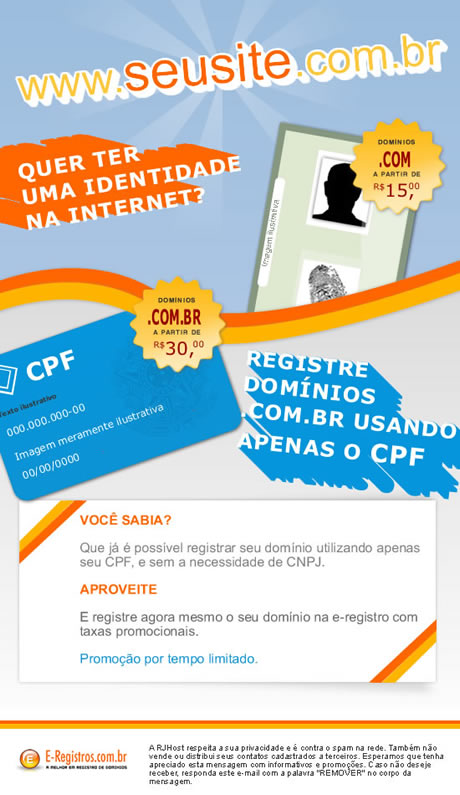 www.seusite.com.br
QUER TER
UMA IDENTIDADE
NA INTERNET?
DOMÍNIOS
.COM
A PARTIR DE
R$15,00
Imagem ilustrativa
DOMÍNIOS
.COM.BR
A PARTIR DE
R$30,00
CPF
Texto ilustrativo
000.000.000-00
Imagem meramente ilustrativa
00/00/0000
REGISTRE
DOMÍNIOS
.COM.BR USANDO
APENAS O CPF
VOCÊ SABIA?
Que já é possível registrar seu domínio utilizando apenas
seu CPF, e sem a necessidade de CNPJ.
APROVEITE
E registre agora mesmo o seu domínio na e-registro com
taxas promocionais.
Promoção por tempo limitado.
E-Registros.com.br
A MELHOR EM REGISTRO DE DOMÍNIOS
A RJHost respeita a sua privacidade e é contra o spam na rede. Também não
vende ou distribui seus contatos cadastrados a terceiros. Esperamos que tenha
apreciado esta mensagem com informativos e promoções. Caso não deseje
receber, responda este e-mail com a palavra "REMOVER" no corpo da
mensagem.